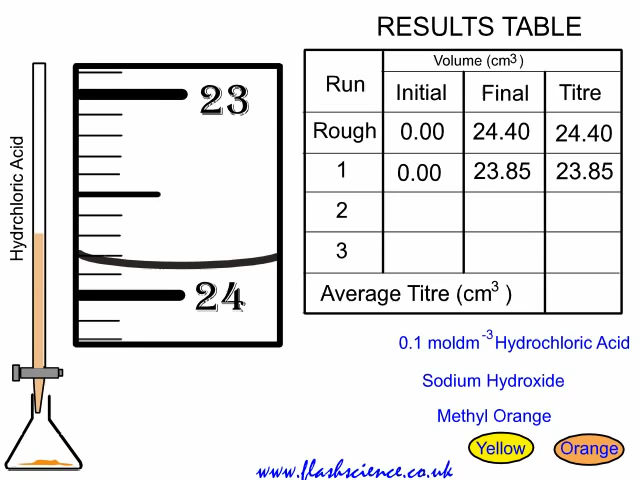 RESULTS TABLE
Volume (cm3)
Run Initial Final Titre
Rough 0.00 24.40 24.40
1 0.00 23.85 23.85
2
3
Average Titre (cm3 )
Hydrchloric Acid
23
24
0.1 moldm-3 Hydrochloric Acid
Sodium Hydroxide
Methyl Orange
Yellow Orange
www.flashscience.co.uk